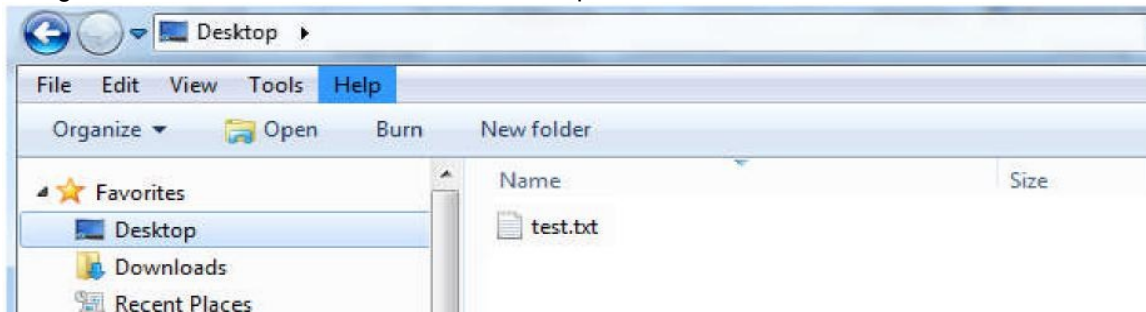 Desktop
File Edit View Tools Help
Organize Open Burn New folder
Favorites
Name Size
Desktop
test.txt
Downloads
Recent Places